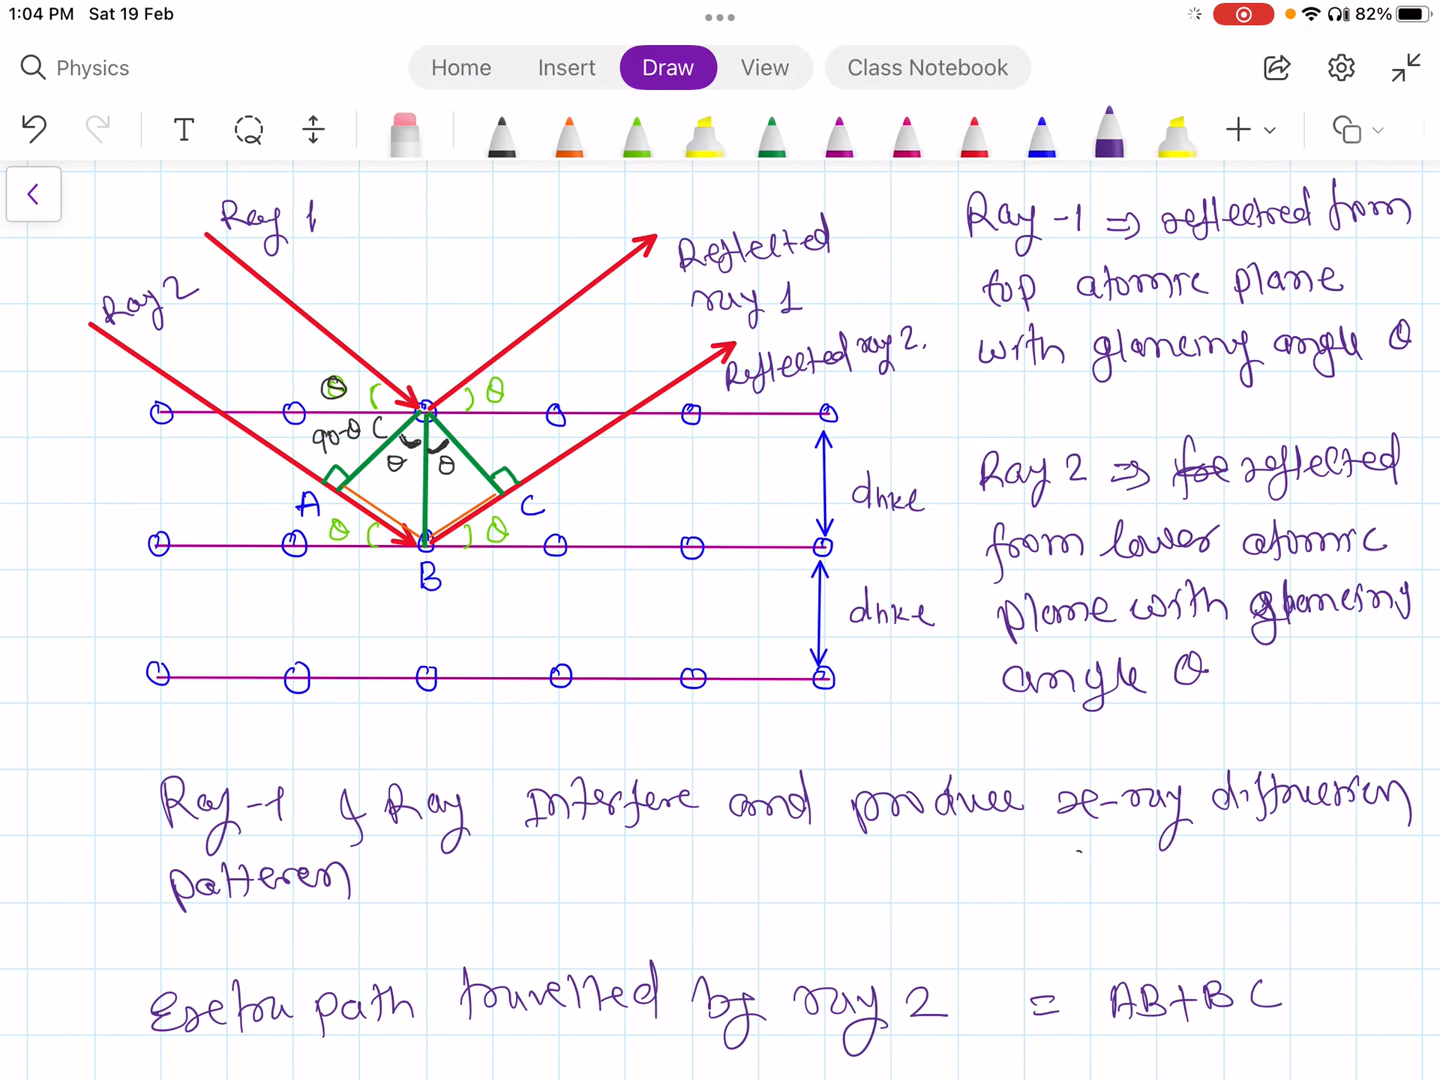 1:04 PM Sat 19 Feb
82%
Physics
Home Insert Draw View Class Notebook
T
Ray 1
Ray 2
Reflected
ray 1
Reflected ray 2.
θ
θ
90-θ
θ θ
A
C
θ
θ
B
dhkl
dhkl
Ray-1 ⇒ reflected from
top atomic plane
with glancing angle θ
Ray 2 ⇒ reflected
from lower atomic
plane with glancing
angle θ
Ray-1 & Ray interfere and produce x-ray diffraction
patteren
Extra path travelled by ray 2 = AB+BC